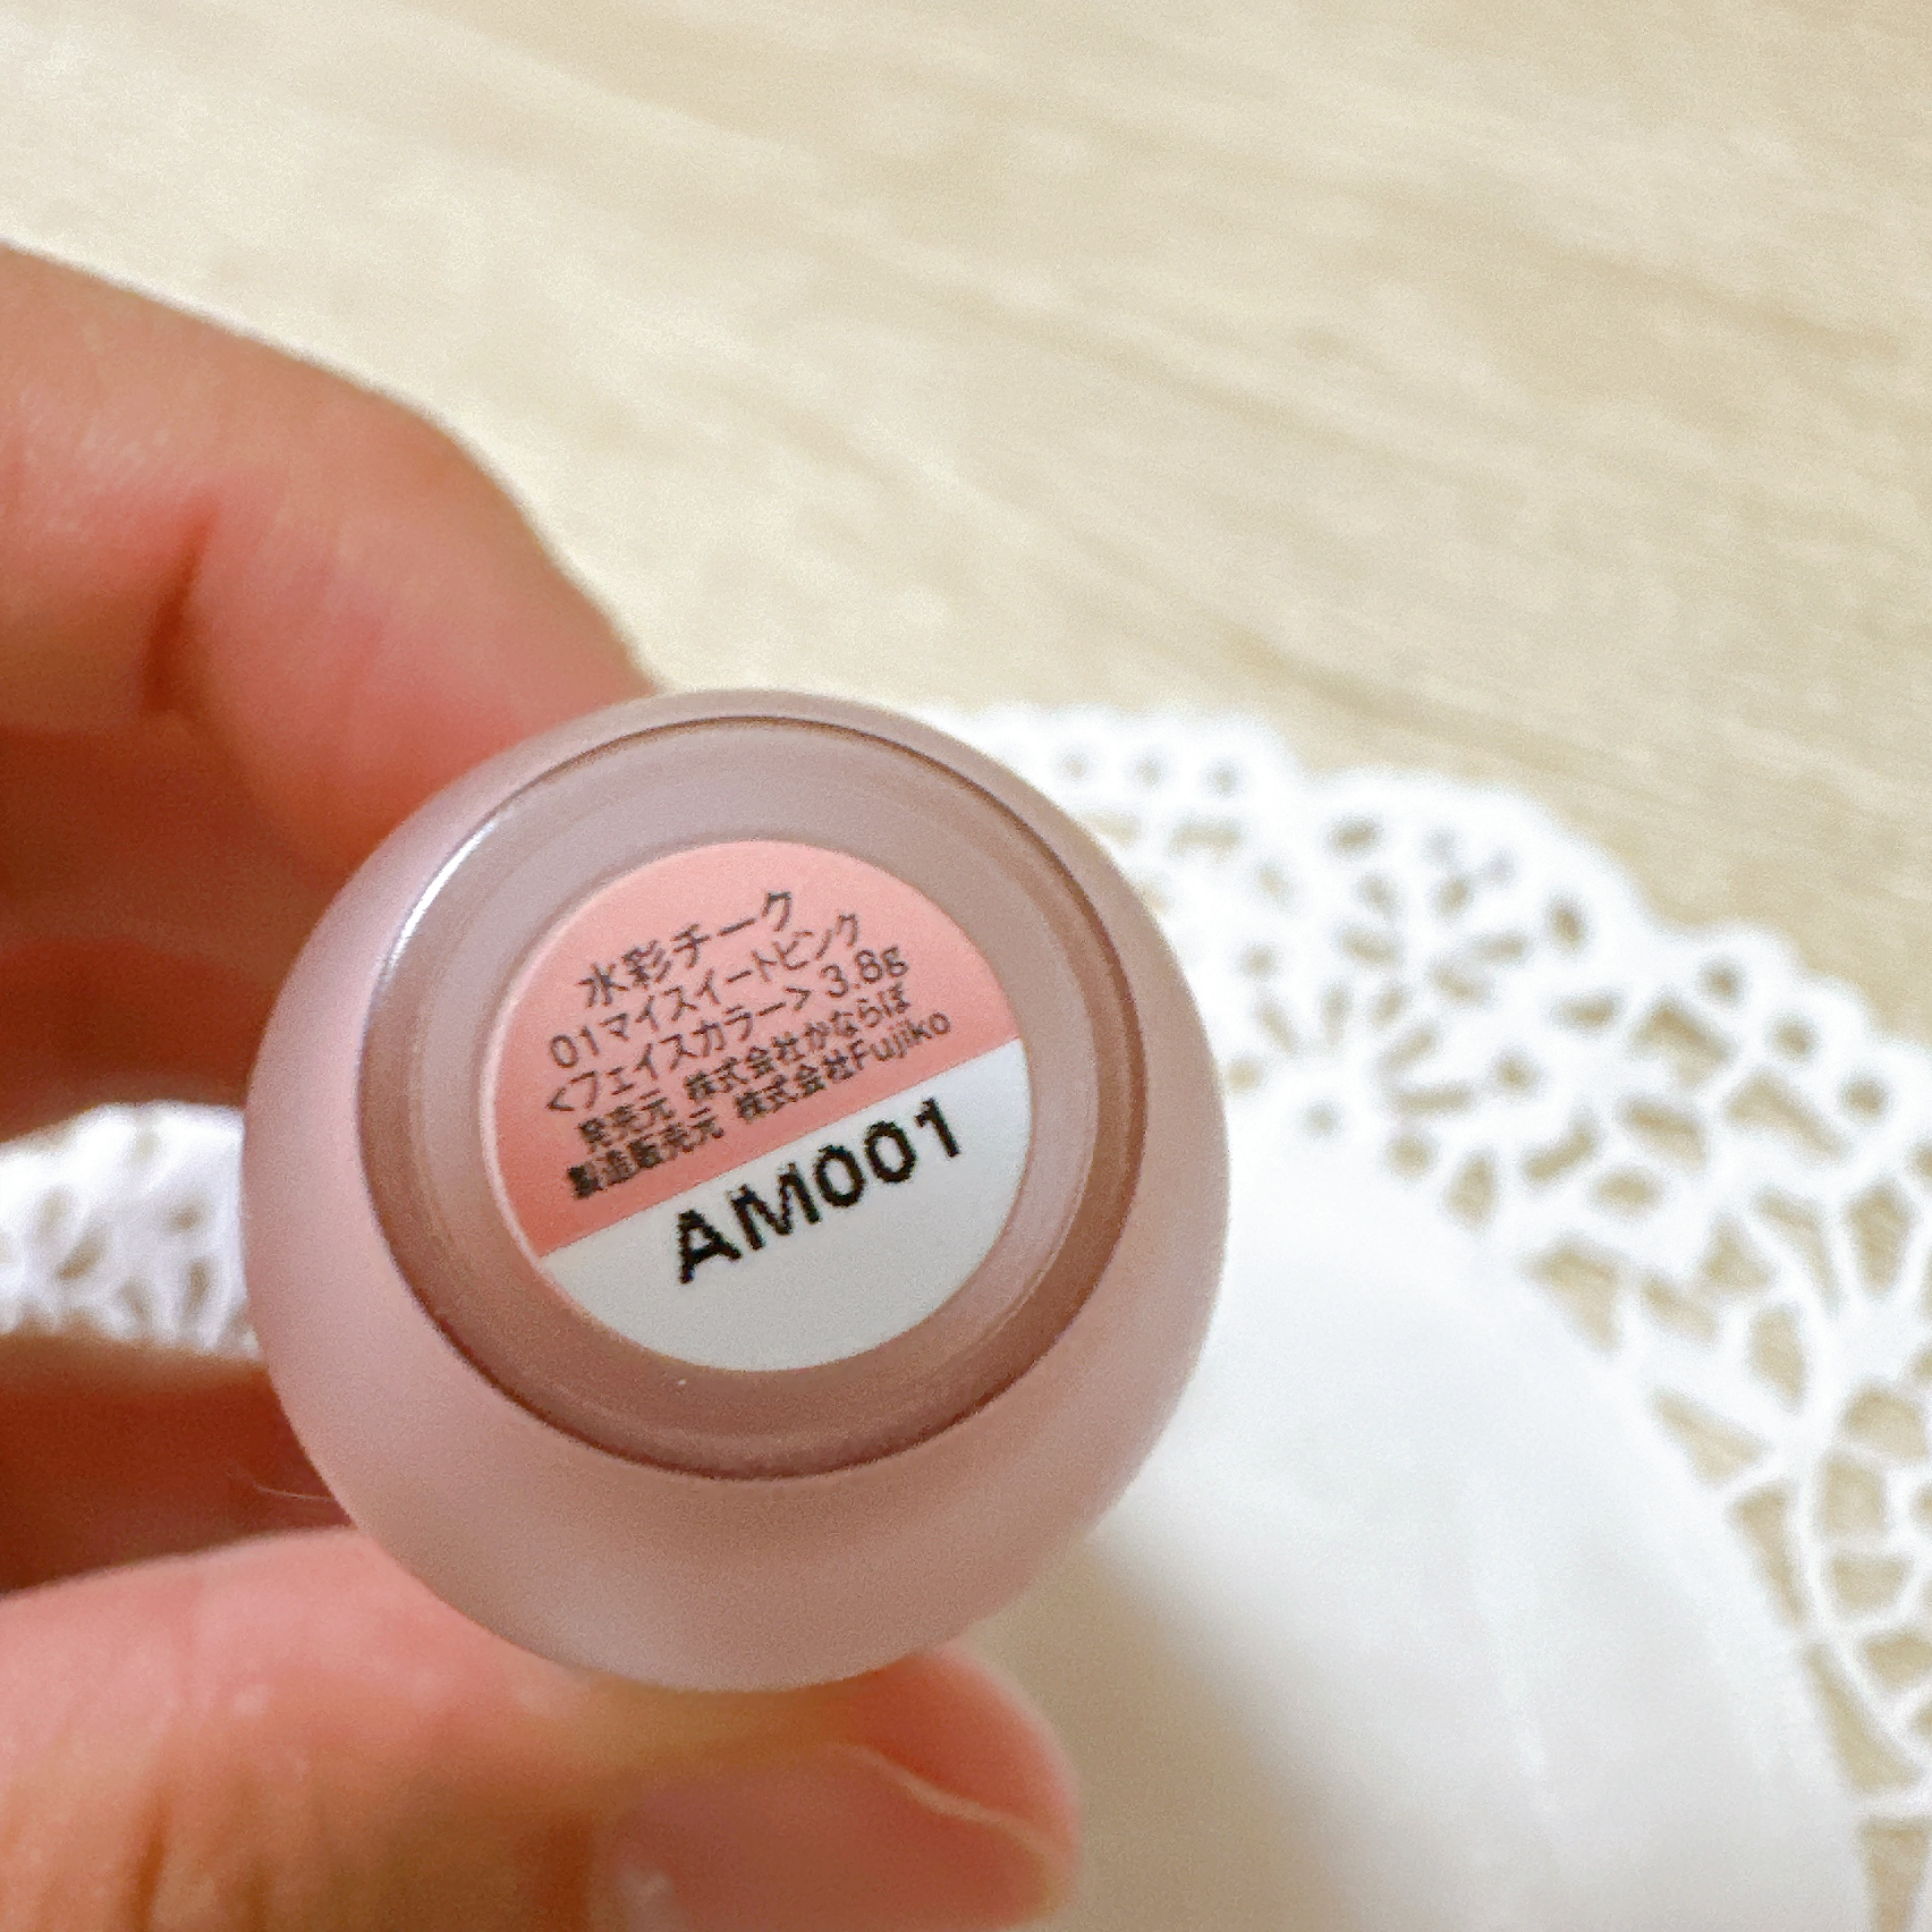 水彩チーク
01マイスイートピンク
<フェイスカラー> 3.8g
発売元 株式会社かならぼ
製造販売元 株式会社Fujiko
AM001